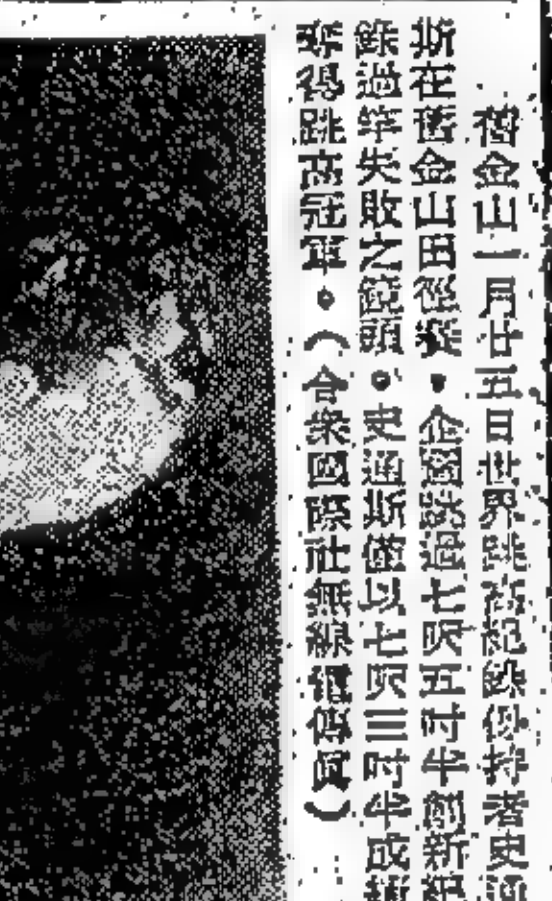 舊金山一月廿五日世界跳高紀錄保持者史通
斯在舊金山田徑賽，企圖跳過七呎五吋半創新紀
錄過竿失敗之鏡頭。史通斯僅以七呎三吋半成績
奪得跳高冠軍。（合衆國際社無線電傳眞）